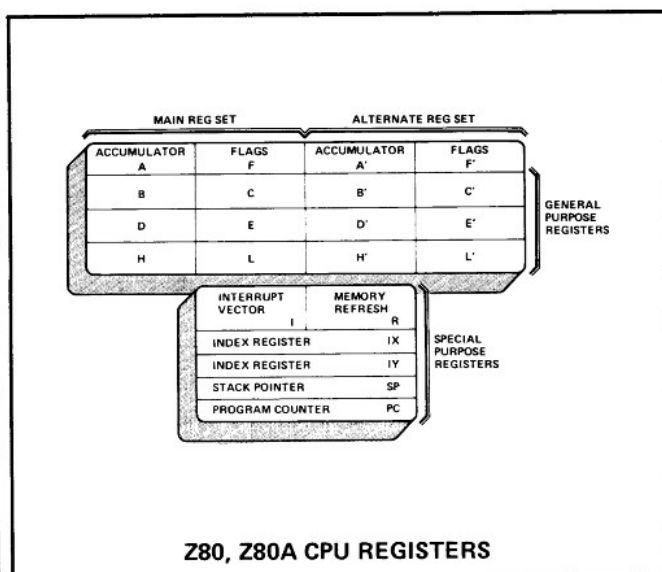 MAIN REG SET ALTERNATE REG SET
ACCUMULATOR FLAGS ACCUMULATOR FLAGS
A F A' F'
B C B' C'
D E D' E'
H L H' L'
GENERAL
PURPOSE
REGISTERS
INTERRUPT MEMORY
VECTOR REFRESH
I R
INDEX REGISTER IX
INDEX REGISTER IY
STACK POINTER SP
PROGRAM COUNTER PC
SPECIAL
PURPOSE
REGISTERS
Z80, Z80A CPU REGISTERS